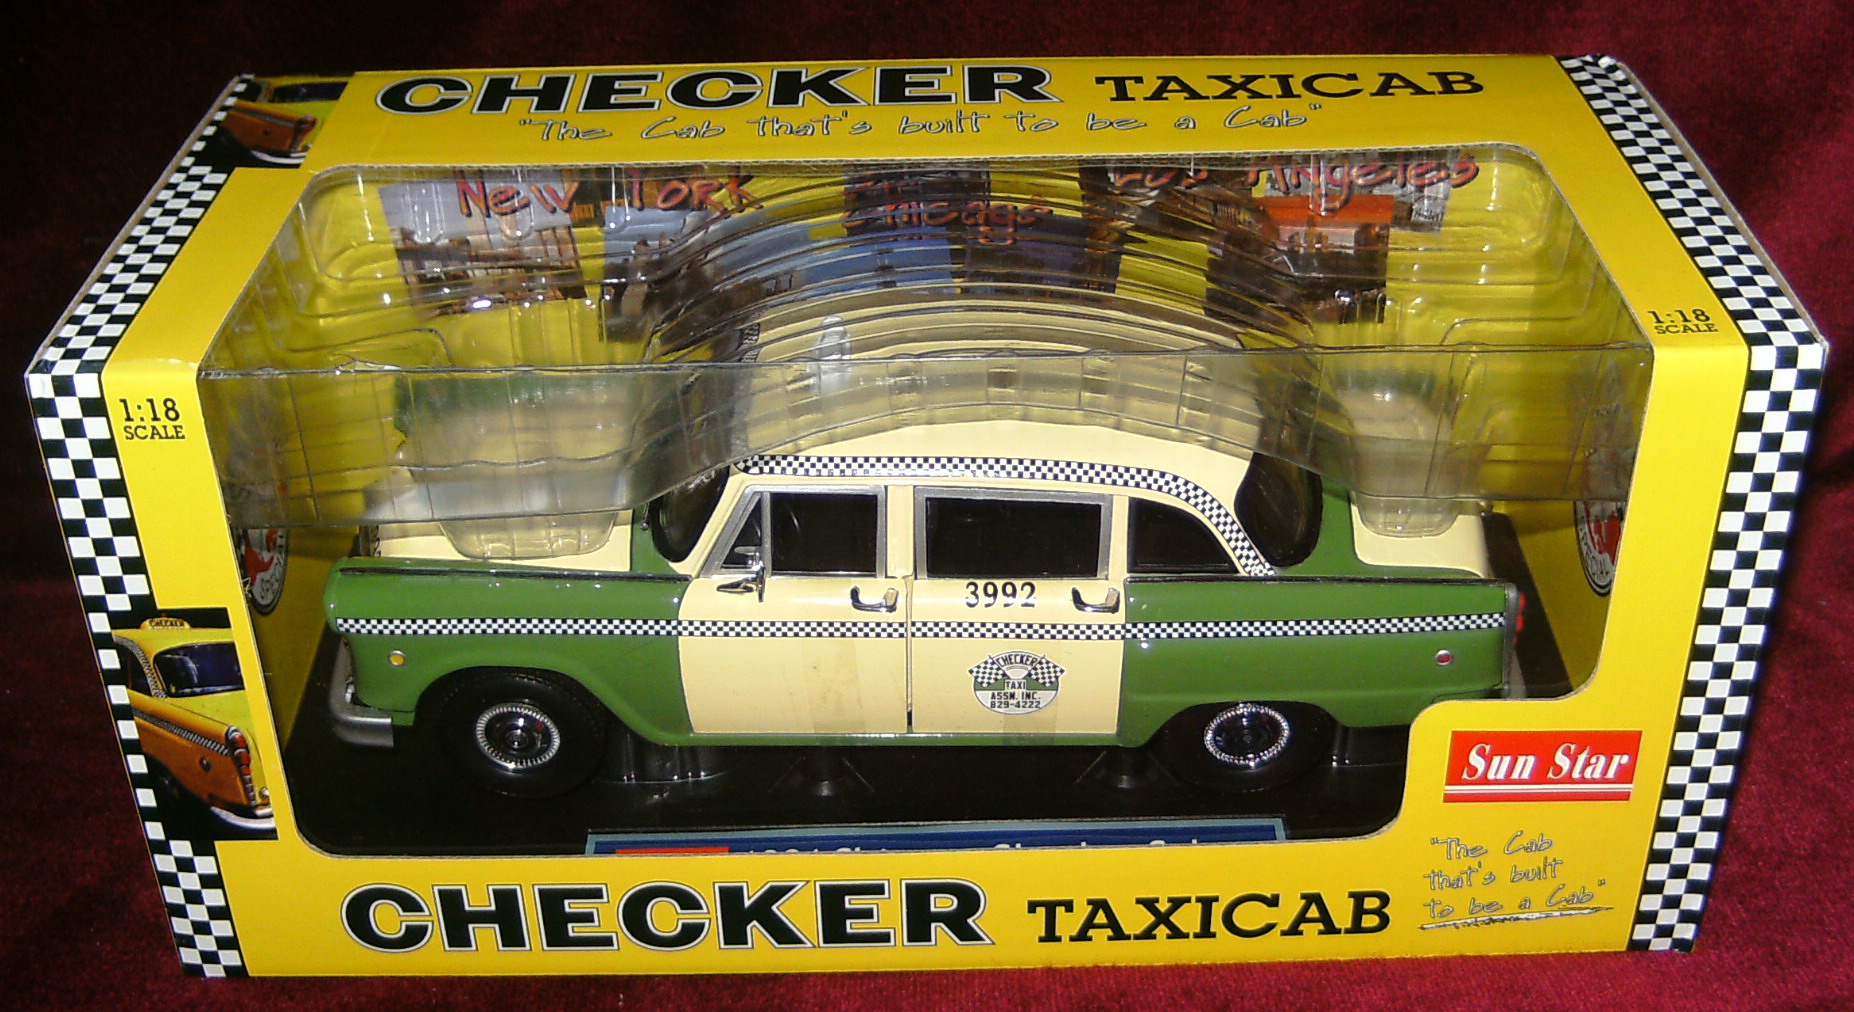 CHECKER TAXICAB
"The Cab that's built to be a Cab"
New York
Chicago
Los Angeles
1:18
SCALE
1:18
SCALE
CHECKER
3992
CHECKER
TAXI
ASSN. INC.
829-4222
Sun Star
"The Cab
that's built
to be a Cab"
CHECKER TAXICAB